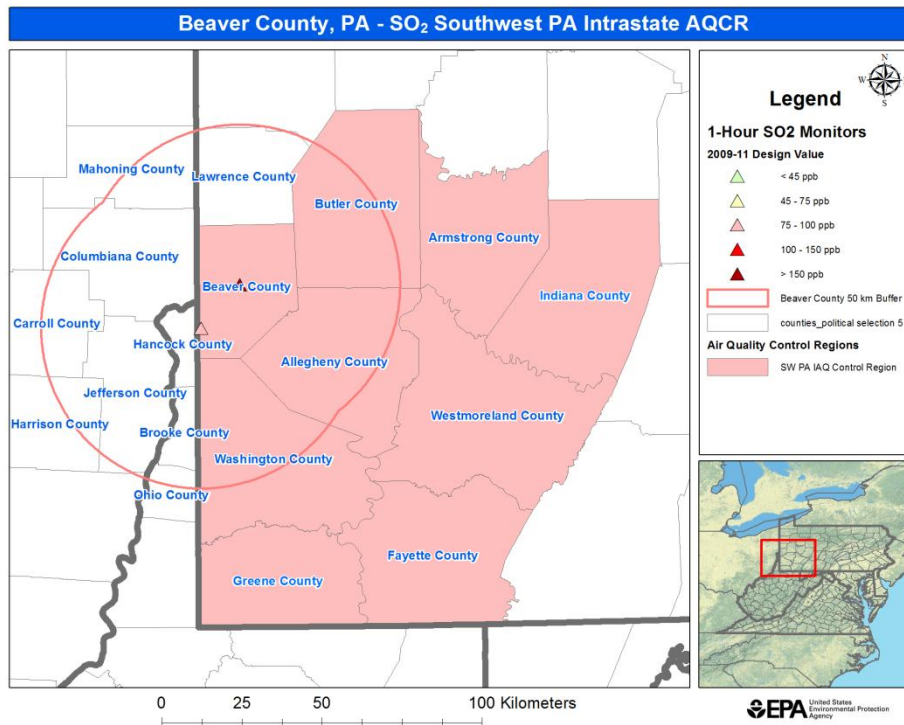 Beaver County, PA - SO₂ Southwest PA Intrastate AQCR
Mahoning County
Lawrence County
Butler County
Armstrong County
Columbiana County
Beaver County
Indiana County
Carroll County
Hancock County
Allegheny County
Jefferson County
Westmoreland County
Harrison County
Brooke County
Washington County
Ohio County
Fayette County
Greene County
0 25 50 100 Kilometers
N
W E
S
Legend
1-Hour SO2 Monitors
2009-11 Design Value
< 45 ppb
45 - 75 ppb
75 - 100 ppb
100 - 150 ppb
> 150 ppb
Beaver County 50 km Buffer
counties_political selection 5
Air Quality Control Regions
SW PA IAQ Control Region
EPA
United States
Environmental Protection
Agency